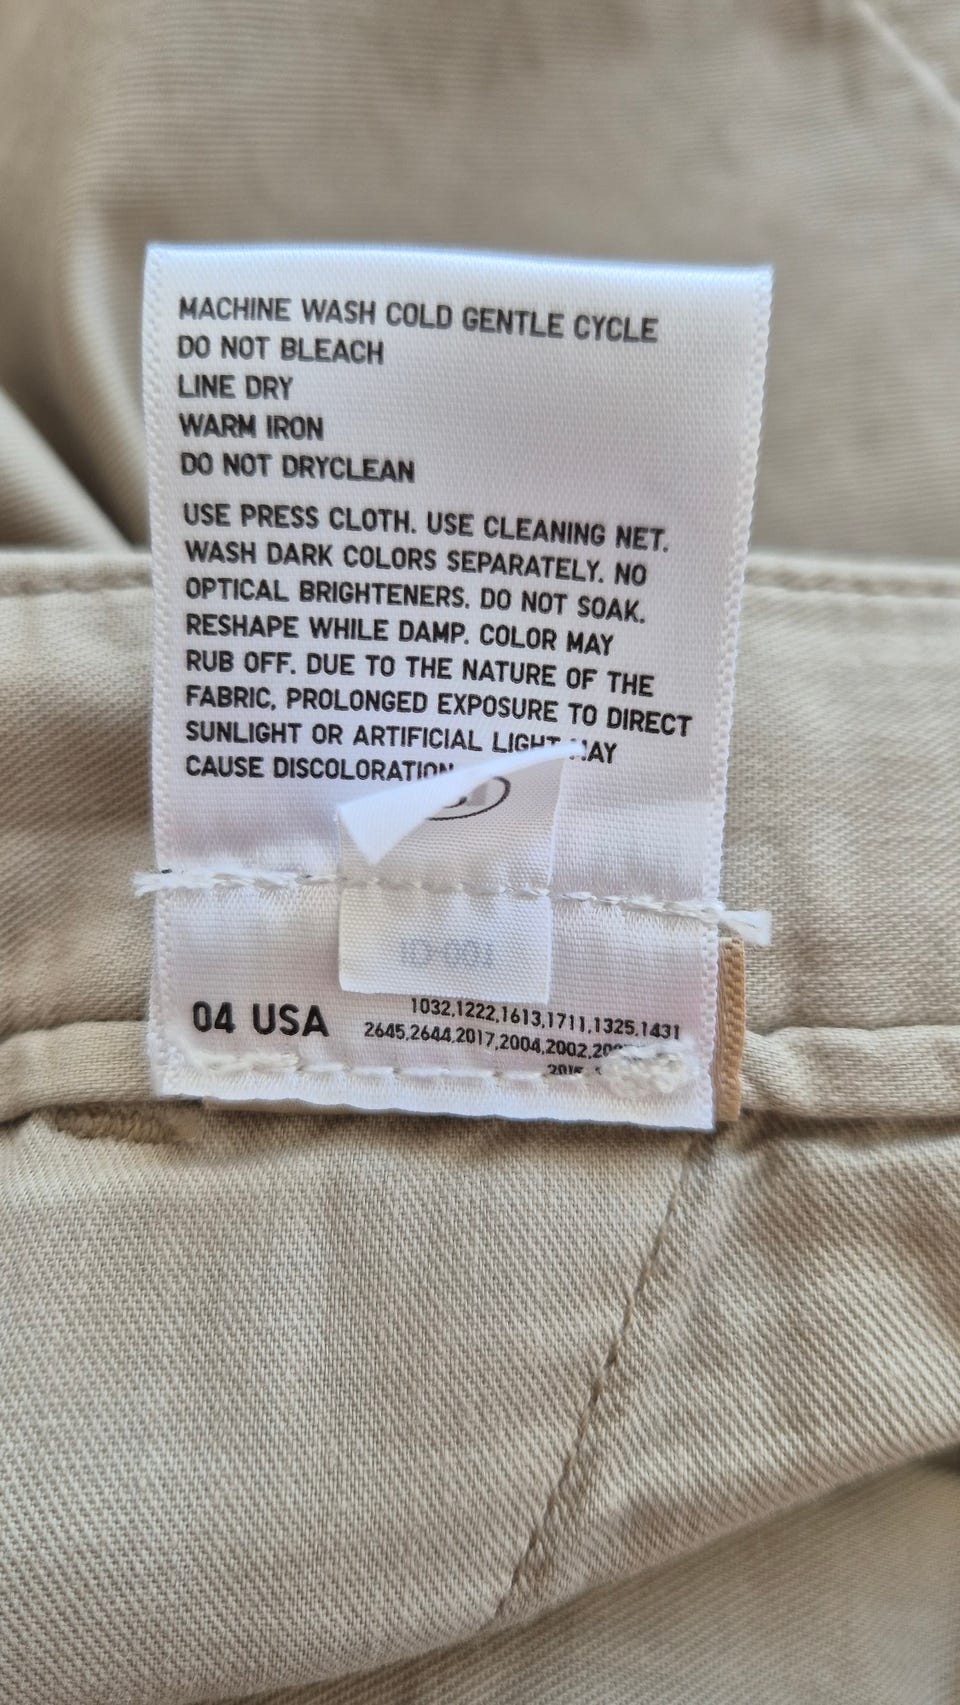 MACHINE WASH COLD GENTLE CYCLE
DO NOT BLEACH
LINE DRY
WARM IRON
DO NOT DRYCLEAN
USE PRESS CLOTH. USE CLEANING NET.
WASH DARK COLORS SEPARATELY. NO
OPTICAL BRIGHTENERS. DO NOT SOAK.
RESHAPE WHILE DAMP. COLOR MAY
RUB OFF. DUE TO THE NATURE OF THE
FABRIC, PROLONGED EXPOSURE TO DIRECT
SUNLIGHT OR ARTIFICIAL LIGHT MAY
CAUSE DISCOLORATION
ID-001
04 USA
1032,1222,1613,1711,1325,1431
2645,2644,2017,2004,2002,